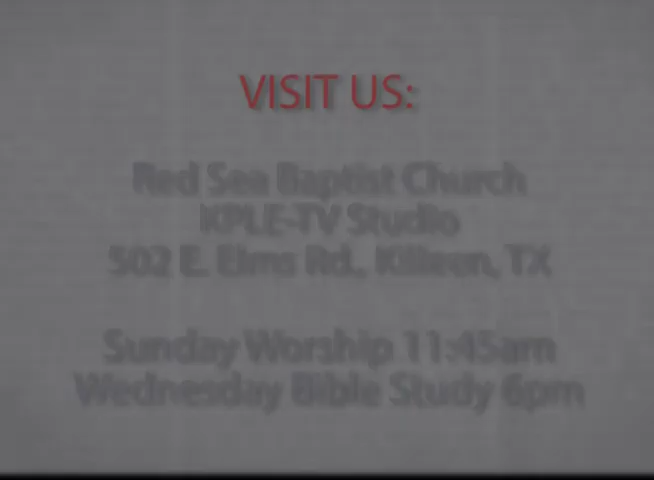 VISIT US:
Red Sea Baptist Church
KPLE-TV Studio
502 E. Elms Rd., Killeen, TX
Sunday Worship 11:45am
Wednesday Bible Study 6pm